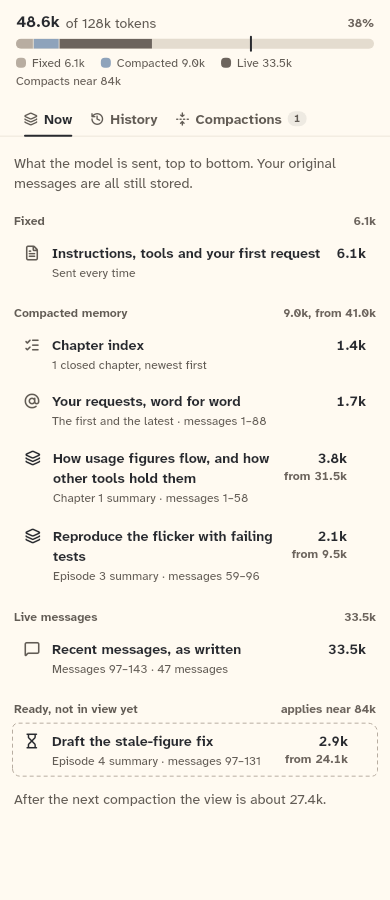 48.6k of 128k tokens 38%
Fixed 6.1k Compacted 9.0k Live 33.5k
Compacts near 84k
Now History Compactions 1
What the model is sent, top to bottom. Your original
messages are all still stored.
Fixed 6.1k
Instructions, tools and your first request 6.1k
Sent every time
Compacted memory 9.0k, from 41.0k
Chapter index 1.4k
1 closed chapter, newest first
Your requests, word for word 1.7k
The first and the latest · messages 1–88
How usage figures flow, and how 3.8k
other tools hold them from 31.5k
Chapter 1 summary · messages 1–58
Reproduce the flicker with failing 2.1k
tests from 9.5k
Episode 3 summary · messages 59–96
Live messages 33.5k
Recent messages, as written 33.5k
Messages 97–143 · 47 messages
Ready, not in view yet applies near 84k
Draft the stale-figure fix 2.9k
Episode 4 summary · messages 97–131 from 24.1k
After the next compaction the view is about 27.4k.